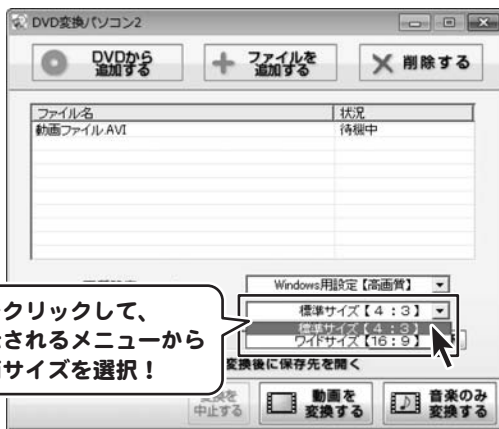 DVD変換パソコン2
DVDから
追加する
ファイルを
追加する
削除する
ファイル名
状況
動画ファイル.AVI
待機中
Windows用設定【高画質】
標準サイズ【4:3】
標準サイズ【4:3】
ワイドサイズ【16:9】
クリックして、
されるメニューから
サイズを選択！
変換後に保存先を開く
中止する
動画を
変換する
音楽のみ
変換する